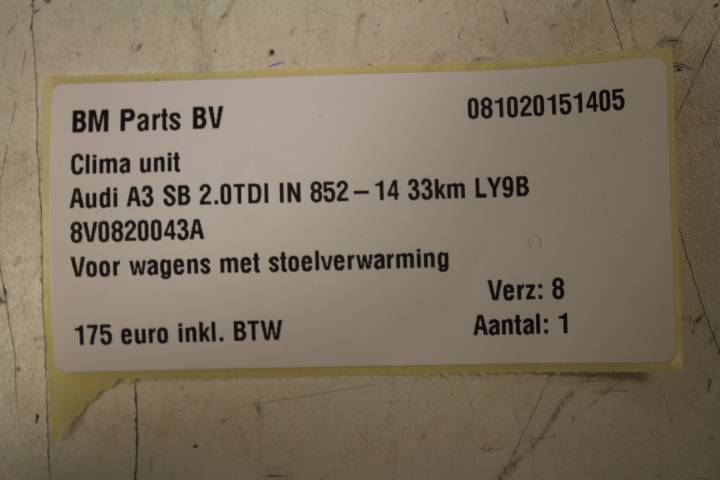 BM Parts BV 081020151405
Clima unit
Audi A3 SB 2.0TDI IN 852-14 33km LY9B
8V0820043A
Voor wagens met stoelverwarming
Verz: 8
175 euro inkl. BTW Aantal: 1